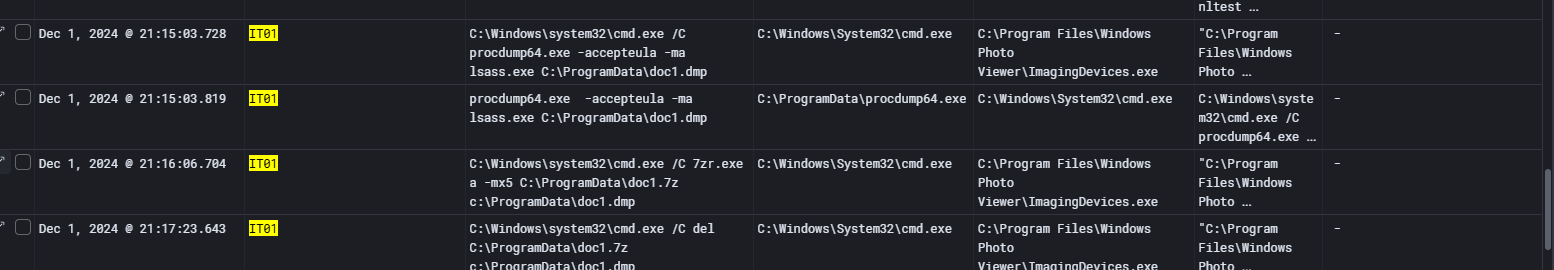 nltest …
Dec 1, 2024 @ 21:15:03.728
IT01
C:\Windows\system32\cmd.exe /C
procdump64.exe -accepteula -ma
lsass.exe C:\ProgramData\doc1.dmp
C:\Windows\System32\cmd.exe
C:\Program Files\Windows
Photo
Viewer\ImagingDevices.exe
"C:\Program
Files\Windows
Photo …
-
Dec 1, 2024 @ 21:15:03.819
IT01
procdump64.exe  -accepteula -ma
lsass.exe C:\ProgramData\doc1.dmp
C:\ProgramData\procdump64.exe
C:\Windows\System32\cmd.exe
C:\Windows\syste
m32\cmd.exe /C
procdump64.exe …
-
Dec 1, 2024 @ 21:16:06.704
IT01
C:\Windows\system32\cmd.exe /C 7zr.exe
a -mx5 C:\ProgramData\doc1.7z
c:\ProgramData\doc1.dmp
C:\Windows\System32\cmd.exe
C:\Program Files\Windows
Photo
Viewer\ImagingDevices.exe
"C:\Program
Files\Windows
Photo …
-
Dec 1, 2024 @ 21:17:23.643
IT01
C:\Windows\system32\cmd.exe /C del
C:\ProgramData\doc1.7z
c:\ProgramData\doc1.dmp
C:\Windows\System32\cmd.exe
C:\Program Files\Windows
Photo
Viewer\ImagingDevices.exe
"C:\Program
Files\Windows
Photo …
-